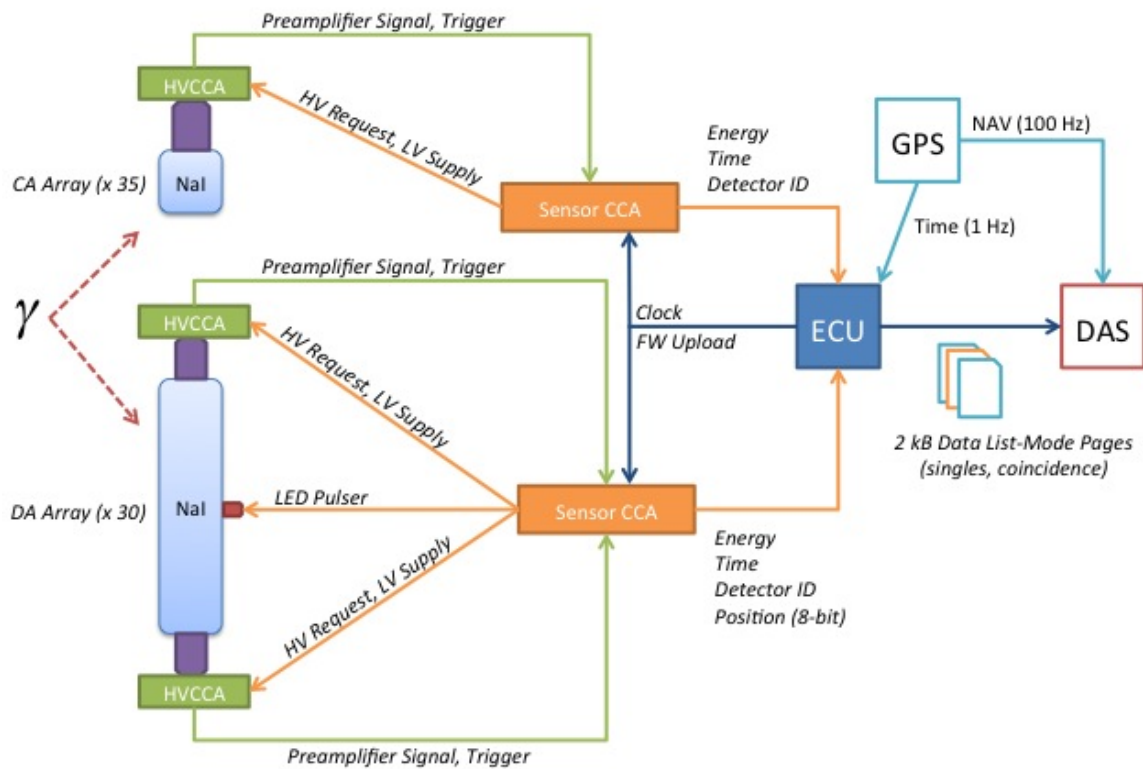 Preamplifier Signal, Trigger
HVCCA
HV Request, LV Supply
NaI
CA Array (x 35)
Sensor CCA
Energy
Time
Detector ID
GPS
NAV (100 Hz)
Time (1 Hz)
γ
Preamplifier Signal, Trigger
HVCCA
HV Request, LV Supply
Clock
FW Upload
ECU
DAS
2 kB Data List-Mode Pages
(singles, coincidence)
DA Array (x 30)
NaI
LED Pulser
Sensor CCA
Energy
Time
Detector ID
Position (8-bit)
HV Request, LV Supply
HVCCA
Preamplifier Signal, Trigger